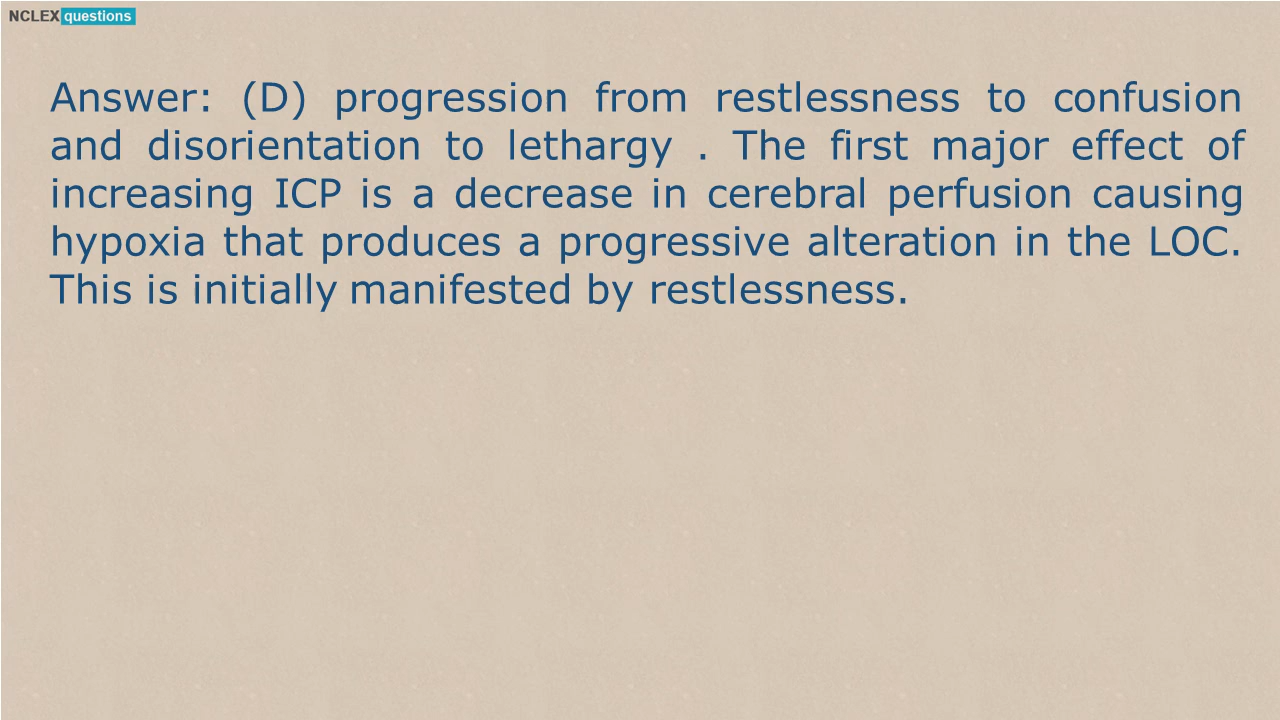 NCLEX questions
Answer: (D) progression from restlessness to confusion
and disorientation to lethargy . The first major effect of
increasing ICP is a decrease in cerebral perfusion causing
hypoxia that produces a progressive alteration in the LOC.
This is initially manifested by restlessness.